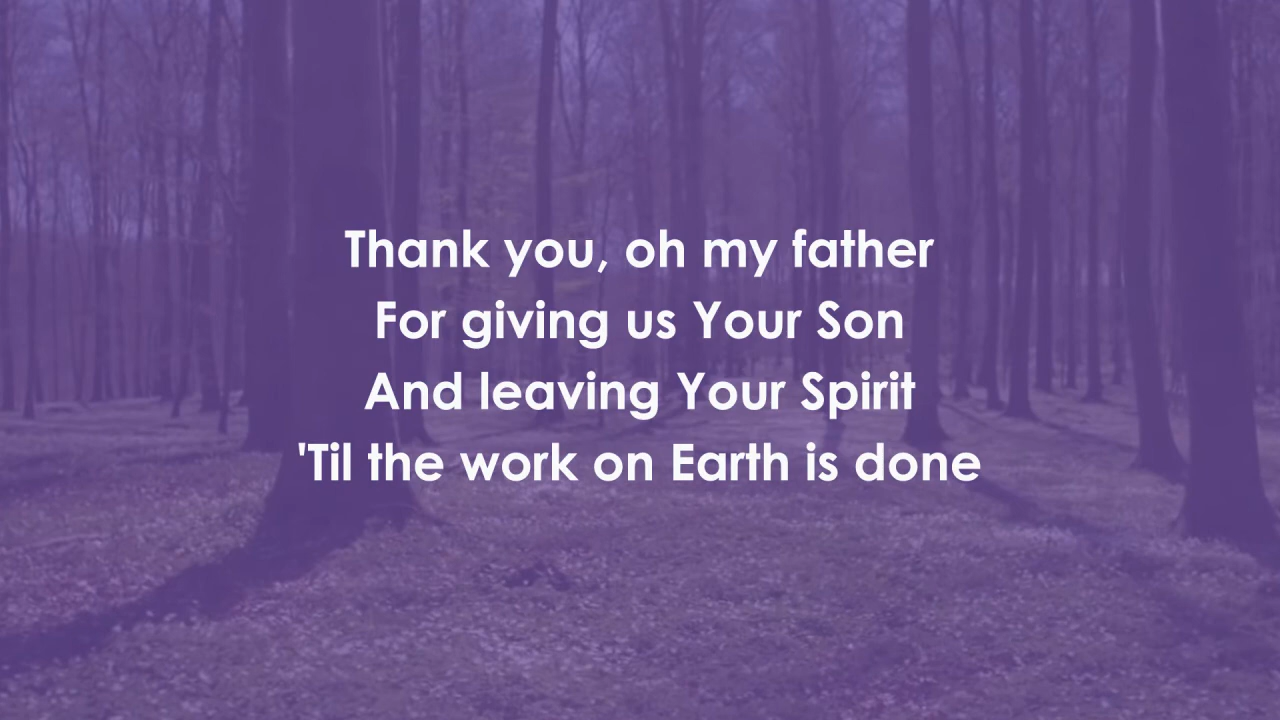 Thank you, oh my father
For giving us Your Son
And leaving Your Spirit
'Til the work on Earth is done